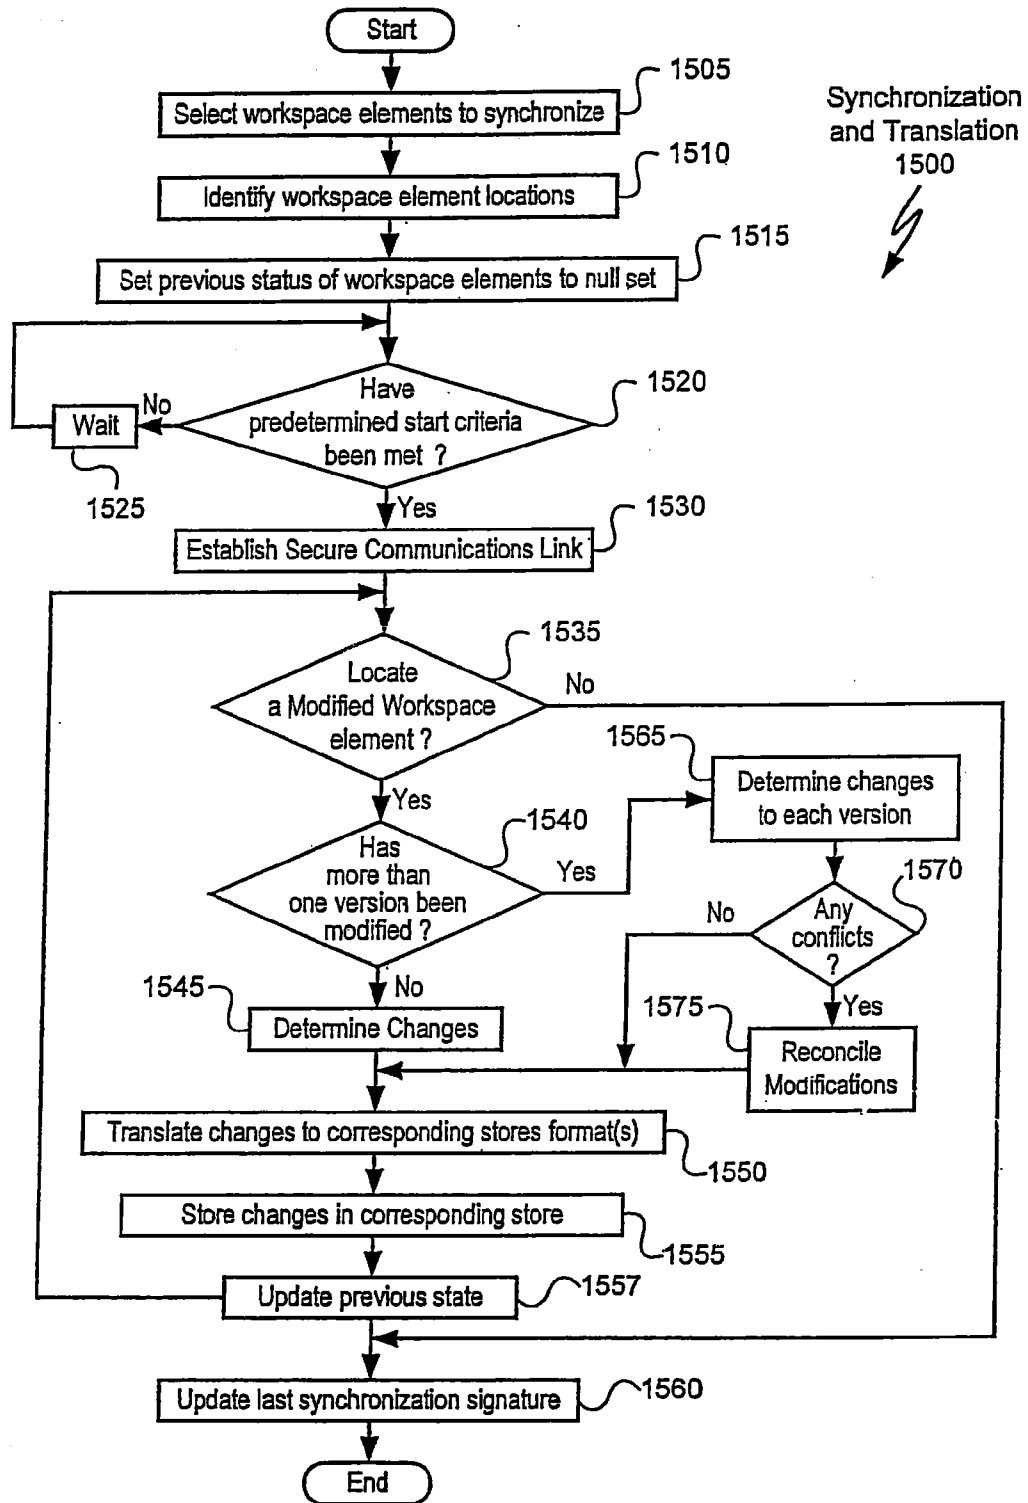 Start
1505
Select workspace elements to synchronize
Synchronization
and Translation
1500
1510
Identify workspace element locations
1515
Set previous status of workspace elements to null set
1520
Have
predetermined start criteria
been met ?
No
Wait
1525
Yes
1530
Establish Secure Communications Link
1535
Locate
a Modified Workspace
element ?
No
Yes
1565
Determine changes
to each version
1540
Has
more than
one version been
modified ?
Yes
1570
Any
conflicts
?
No
Yes
No
1545
Determine Changes
1575
Reconcile
Modifications
Translate changes to corresponding stores format(s)
1550
Store changes in corresponding store
1555
Update previous state
1557
Update last synchronization signature
1560
End